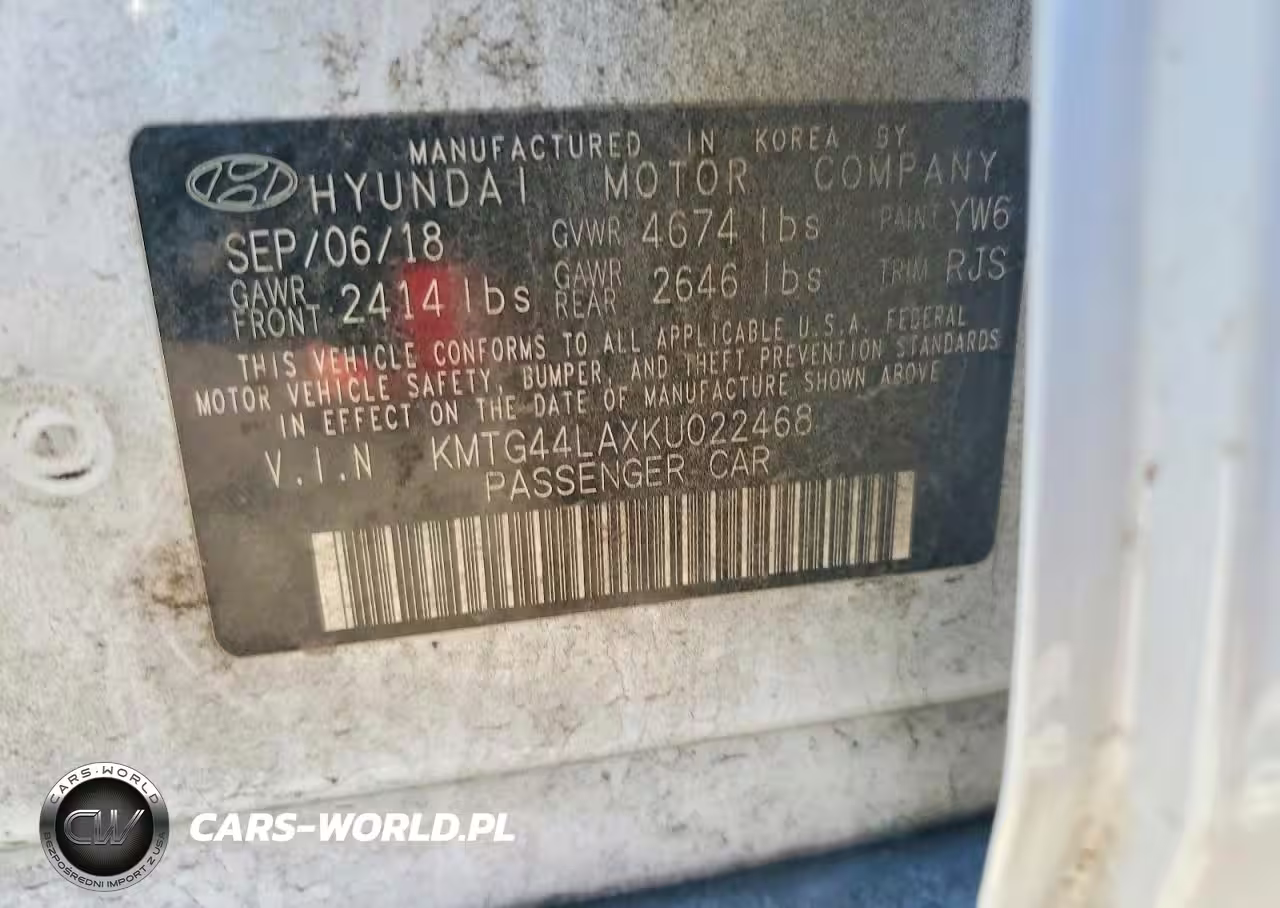 MANUFACTURED IN KOREA BY
HYUNDAI MOTOR COMPANY
SEP/06/18 GVWR 4674 lbs PAINT YW6
GAWR FRONT 2414 lbs GAWR REAR 2646 lbs TRIM RJS
THIS VEHICLE CONFORMS TO ALL APPLICABLE U.S.A. FEDERAL
MOTOR VEHICLE SAFETY, BUMPER, AND THEFT PREVENTION STANDARDS
IN EFFECT ON THE DATE OF MANUFACTURE SHOWN ABOVE
V.I.N KMTG44LAXKU022468
PASSENGER CAR
CARS-WORLD
CW
BEZPOŚREDNI IMPORT Z USA
CARS-WORLD.PL